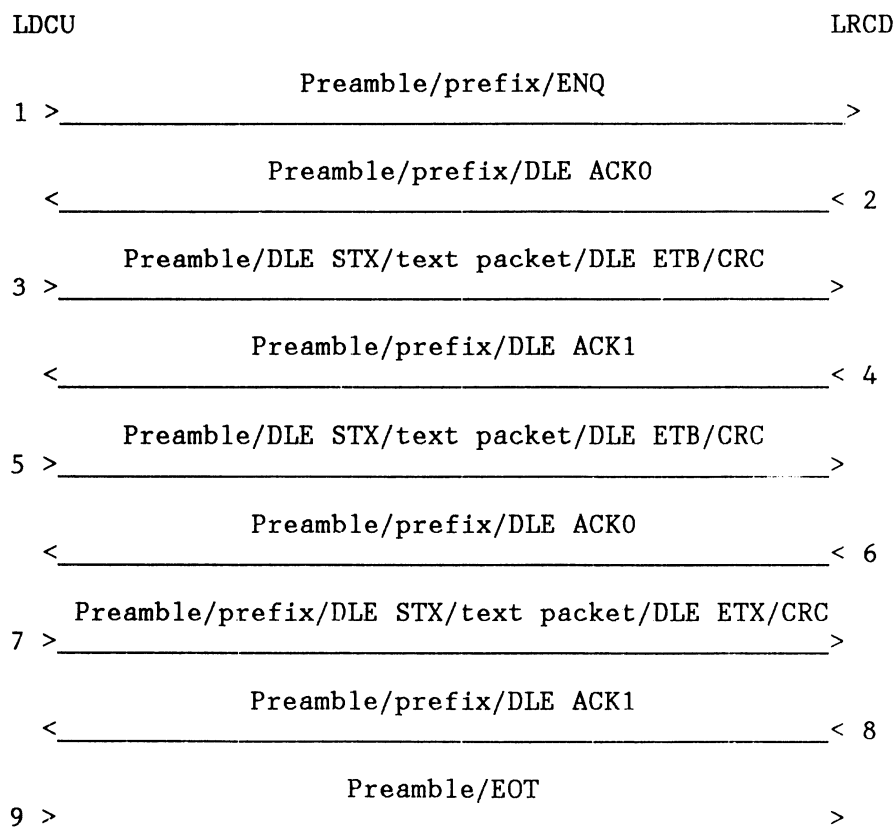 LDCU LRCD
Preamble/prefix/ENQ
1 > >
Preamble/prefix/DLE ACK0
< < 2
Preamble/DLE STX/text packet/DLE ETB/CRC
3 > >
Preamble/prefix/DLE ACK1
< < 4
Preamble/DLE STX/text packet/DLE ETB/CRC
5 > >
Preamble/prefix/DLE ACK0
< < 6
Preamble/prefix/DLE STX/text packet/DLE ETX/CRC
7 > >
Preamble/prefix/DLE ACK1
< < 8
Preamble/EOT
9 > >